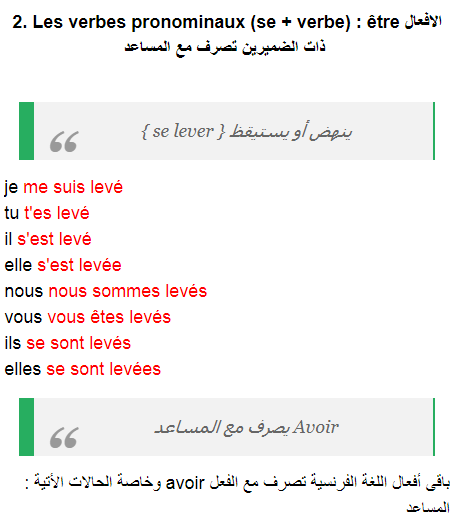 2. Les verbes pronominaux (se + verbe) : être الافعال
ذات الضميرين تصرف مع المساعد
ينهض أو يستيقظ { se lever }
je me suis levé
tu t'es levé
il s'est levé
elle s'est levée
nous nous sommes levés
vous vous êtes levés
ils se sont levés
elles se sont levées
Avoir يصرف مع المساعد
باقى أفعال اللغة الفرنسية تصرف مع الفعل avoir وخاصة الحالات الأتية :
المساعد